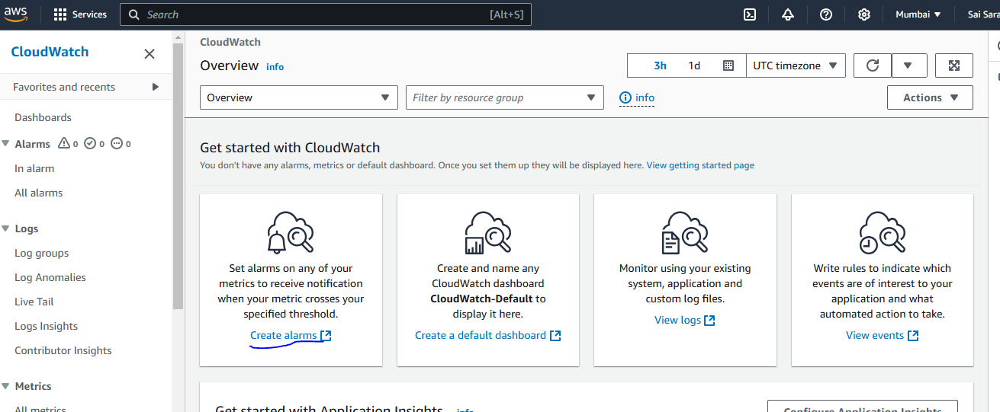 aws
Services
Search
[Alt+S]
Mumbai
Sai Sara
CloudWatch
Favorites and recents
Dashboards
Alarms 0 0 0
In alarm
All alarms
Logs
Log groups
Log Anomalies
Live Tail
Logs Insights
Contributor Insights
Metrics
All metrics
CloudWatch
Overview info
3h 1d UTC timezone
Overview
Filter by resource group
info
Actions
Get started with CloudWatch
You don't have any alarms, metrics or default dashboard. Once you set them up they will be displayed here. View getting started page
Set alarms on any of your
metrics to receive notification
when your metric crosses your
specified threshold.
Create alarms
Create and name any
CloudWatch dashboard
CloudWatch-Default to
display it here.
Create a default dashboard
Monitor using your existing
system, application and
custom log files.
View logs
Write rules to indicate which
events are of interest to your
application and what
automated action to take.
View events
Get started with Application Insights info
Configure Application Insights